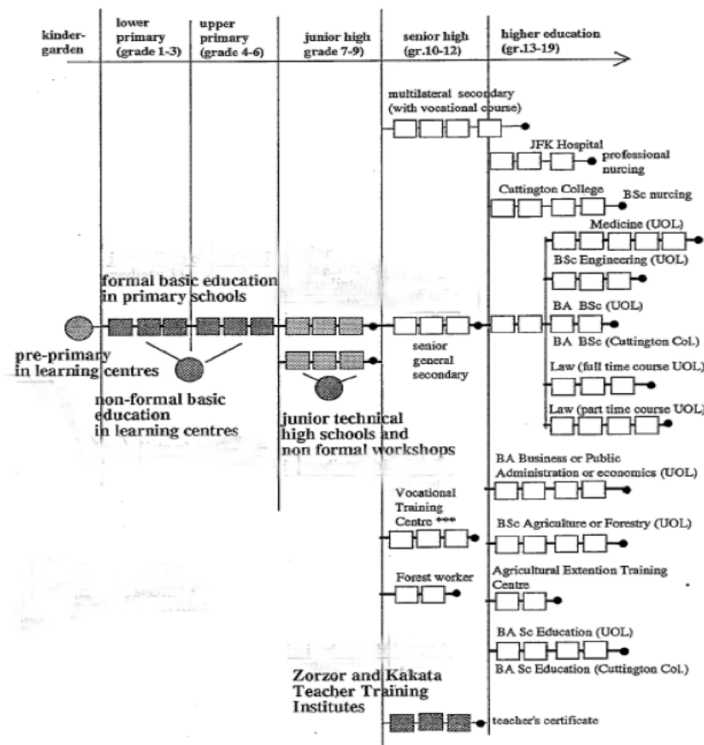 kinder-
garden
lower
primary
(grade 1-3)
upper
primary (grade 4-6)
junior high
grade 7-9)
senior high
(gr.10-12)
higher education
(gr.13-19)
multilateral secondary
(with vocational course)
JFK Hospital
professional
nurcing
Cuttington College
BSc nurcing
Medicine (UOL)
BSc Engineering (UOL)
formal basic education
in primary schools
BA BSc (UOL)
BA BSc (Cuttington Col.)
pre-primary
in learning centres
senior
general
secondary
Law (full time course UOL)
non-formal basic
education
in learning centres
junior technical
high schools and
non formal workshops
Law (part time course UOL)
BA Business or Public
Administration or economics (UOL)
Vocational
Training
Centre ***
BSc Agriculture or Forestry (UOL)
Forest worker
Agricultural Extention Training
Centre
BA Sc Education (UOL)
BA Sc Education (Cuttington Col.)
Zorzor and Kakata
Teacher Training
Institutes
teacher's certificate